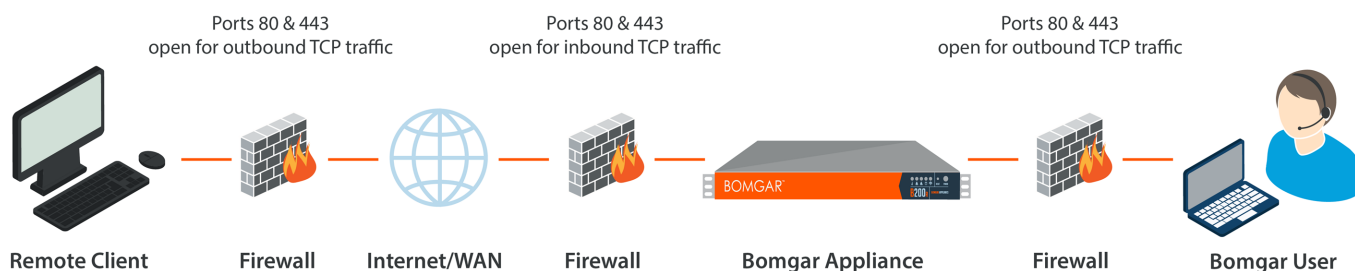 Ports 80 & 443
open for outbound TCP traffic
Ports 80 & 443
open for inbound TCP traffic
Ports 80 & 443
open for outbound TCP traffic
BOMGAR™
Remote Client
Firewall
Internet/WAN
Firewall
Bomgar Appliance
Firewall
Bomgar User